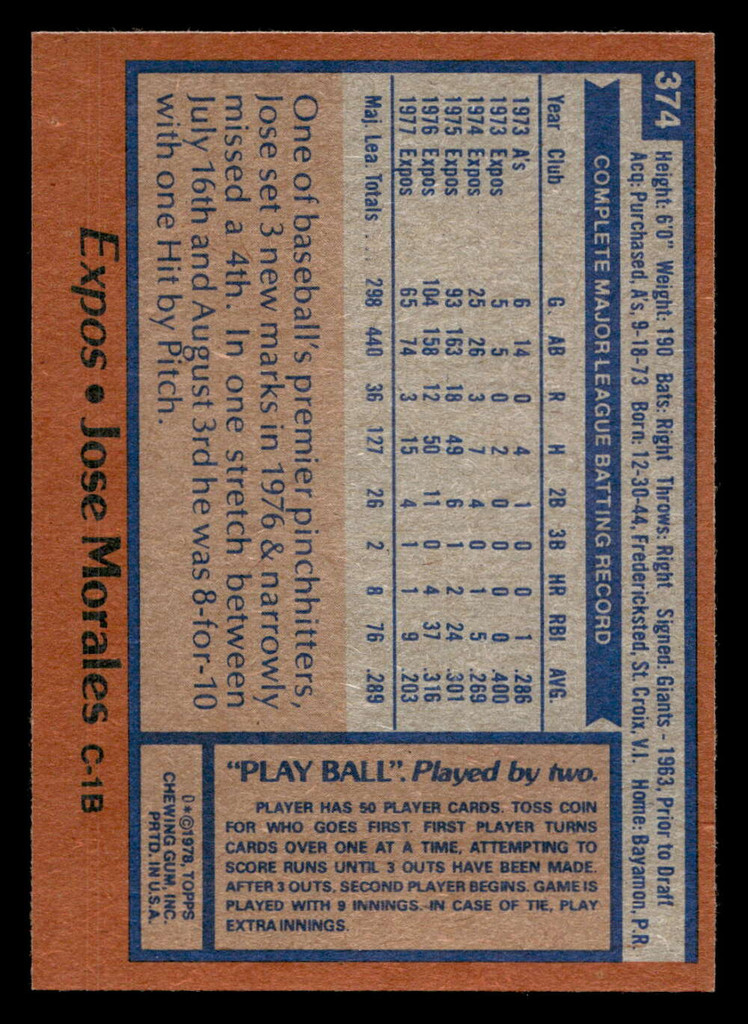 374
Height: 6'0" Weight: 190 Bats: Right Throws: Right Signed: Giants - 1963, Prior to Draft
Acq: Purchased, A's, 9-18-73 Born: 12-30-44, Fredericksted, St. Croix, V.I. Home: Bayamon, P.R.
COMPLETE MAJOR LEAGUE BATTING RECORD
Year Club G. AB R H 2B 3B HR RBI AVG.
1973 A's 6 14 0 4 1 0 0 1 .286
1973 Expos 5 5 0 2 0 0 0 0 .400
1974 Expos 25 26 3 7 4 0 1 5 .269
1975 Expos 93 163 18 49 6 1 2 24 .301
1976 Expos 104 158 12 50 11 0 4 37 .316
1977 Expos 65 74 3 15 4 1 1 9 .203
Maj. Lea. Totals .... 298 440 36 127 26 2 8 76 .289
One of baseball's premier pinchhitters,
Jose set 3 new marks in 1976 & narrowly
missed a 4th. In one stretch between
July 16th and August 3rd he was 8-for-10
with one Hit by Pitch.
"PLAY BALL". Played by two.
PLAYER HAS 50 PLAYER CARDS. TOSS COIN
FOR WHO GOES FIRST. FIRST PLAYER TURNS
CARDS OVER ONE AT A TIME, ATTEMPTING TO
SCORE RUNS UNTIL 3 OUTS HAVE BEEN MADE.
AFTER 3 OUTS, SECOND PLAYER BEGINS. GAME IS
PLAYED WITH 9 INNINGS. IN CASE OF TIE, PLAY
EXTRA INNINGS.
D*©1978, TOPPS
CHEWING GUM, INC.
PRTD. IN U.S.A.
Expos • Jose Morales C-1B